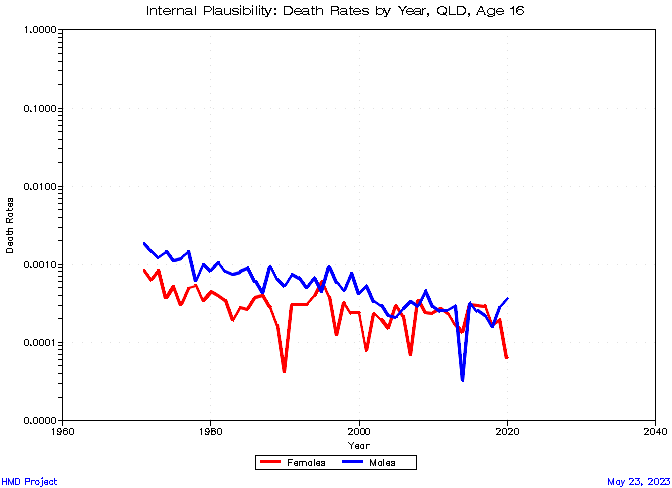 Internal Plausibility: Death Rates by Year, QLD, Age 16
1.0000
0.1000
0.0100
0.0010
0.0001
0.0000
Death Rates
1960
1980
2000
2020
2040
Year
Females
Males
HMD Project
May 23, 2023